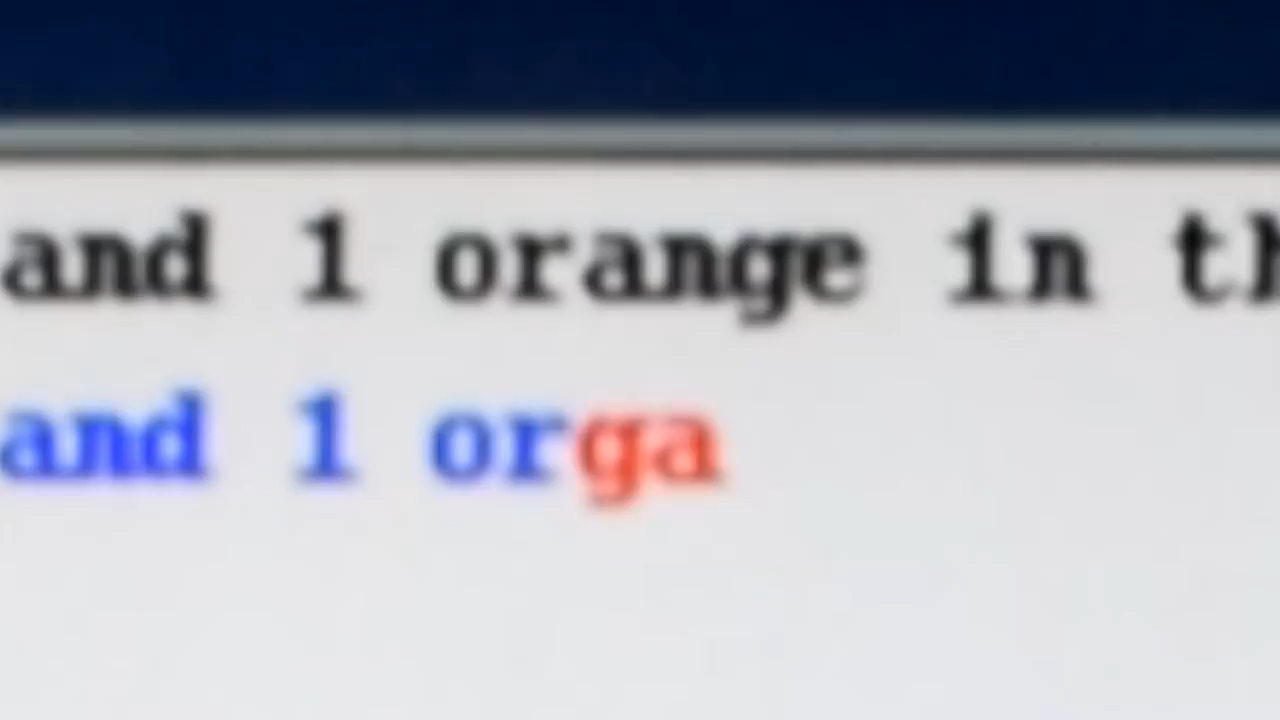 and 1 orange in th
and 1 orga